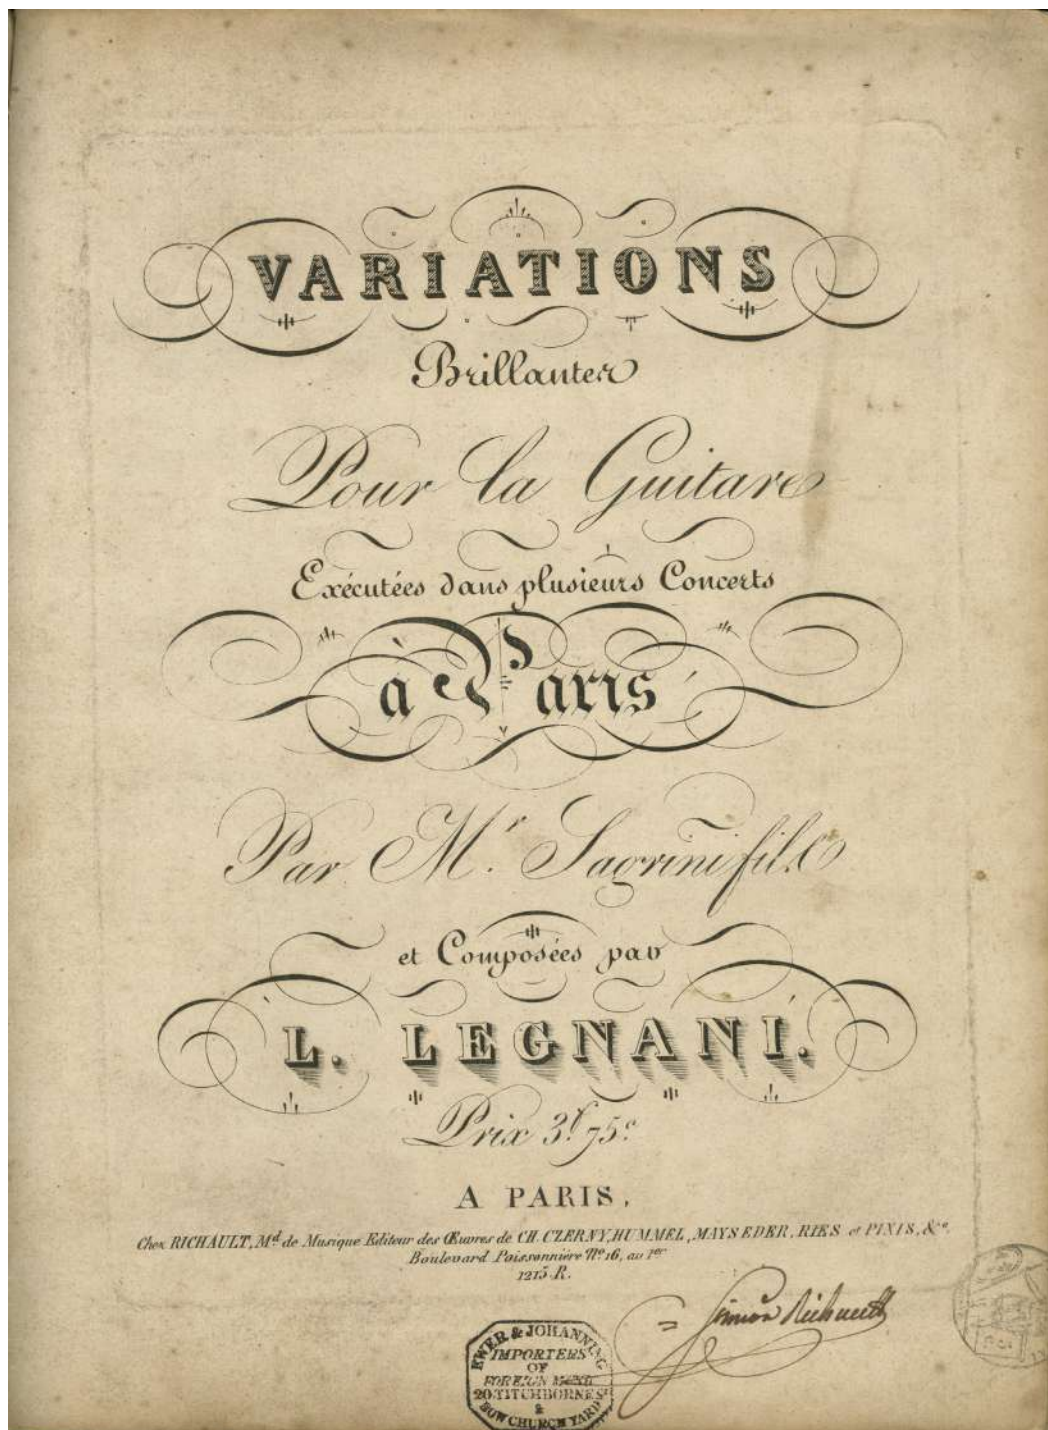 VARIATIONS
Brillantes
Pour la Guitare
Exécutées dans plusieurs Concerts
à Paris
Par Mr. Sagrini fils
et Composées par
L. LEGNANI.
Prix 3f 75c.
A PARIS,
Chez RICHAULT, Md. de Musique Editeur des Œuvres de CH. CZERNY, HUMMEL, MAYSEDER, RIES et PIXIS, &a.
Boulevard Poissonnière No. 16, au 1er
1215.R.
Simon Richault
EWER & JOHANNING
IMPORTERS
OF
FOREIGN MUSIC
20 TITCHBORNE St
&
BOW CHURCH YARD